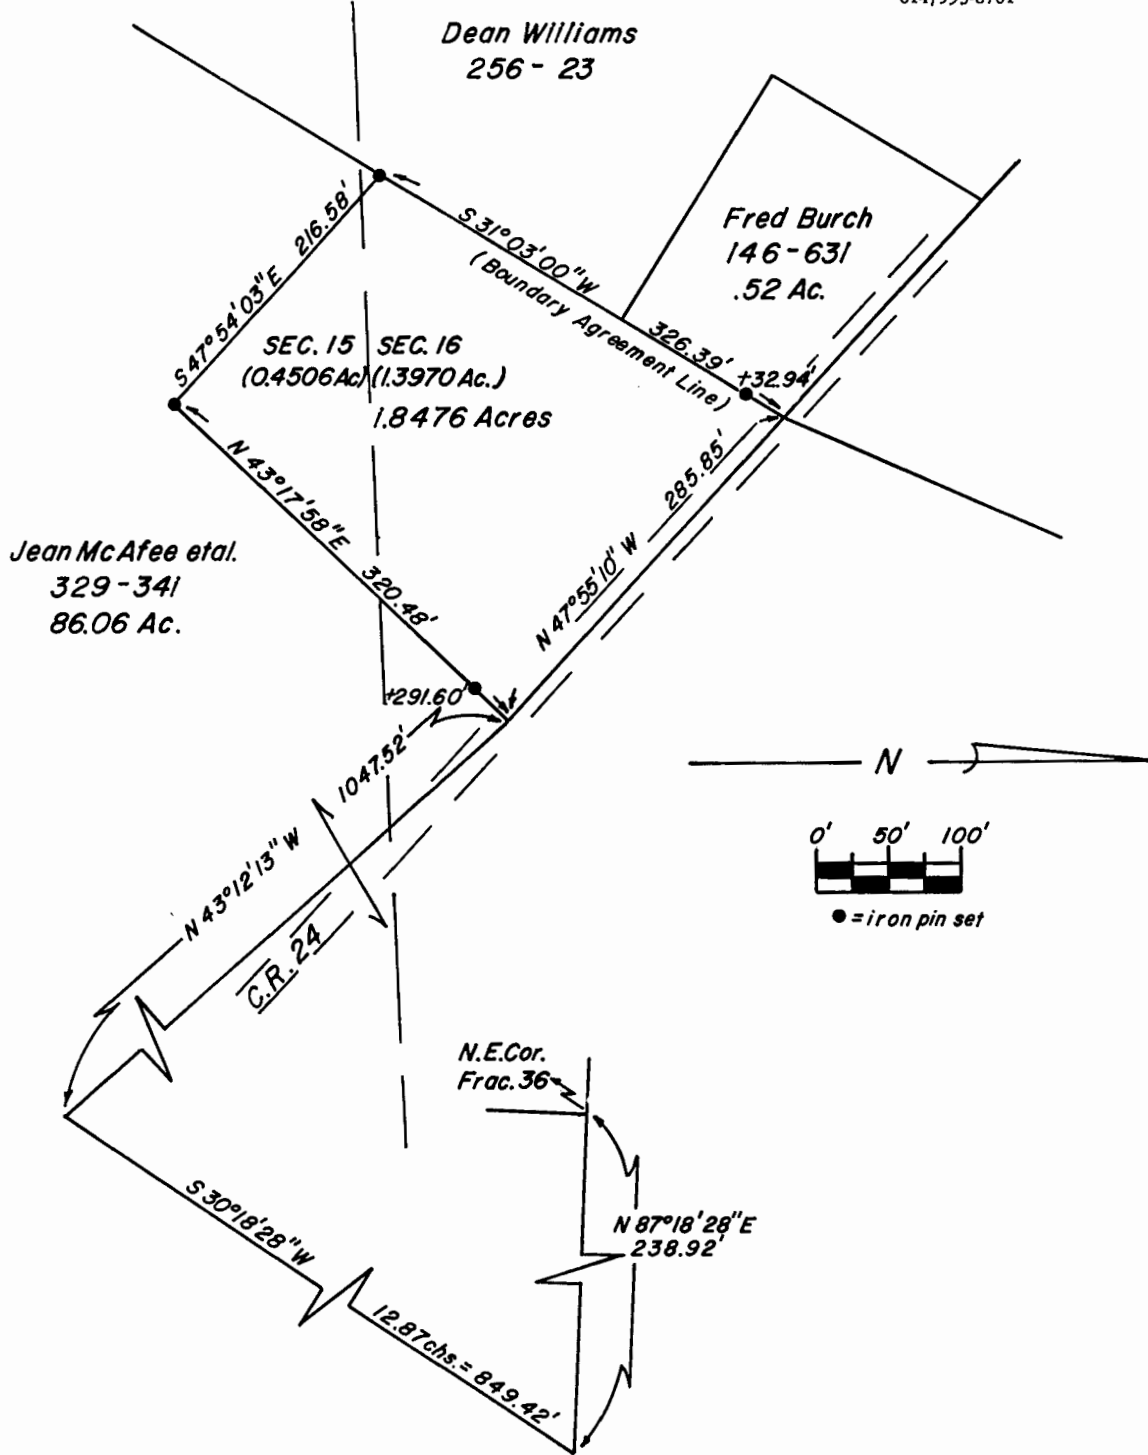 Dean Williams
256 - 23
S 31°03'00" W
(Boundary Agreement Line)
326.39'
+32.94'
Fred Burch
146-631
.52 Ac.
216.58'
S 47°54'03" E
SEC. 15
SEC. 16
(0.4506 Ac)
(1.3970 Ac.)
1.8476 Acres
N 43°17'58" E
320.48'
285.85'
N 47°55'10" W
Jean McAfee etal.
329-341
86.06 Ac.
+291.60'
1047.52'
N 43°12'13" W
C.R. 24
N
0' 50' 100'
= iron pin set
N.E.Cor.
Frac. 36
N 87°18'28" E
238.92'
S 30°18'28" W
12.87chs. = 849.42'